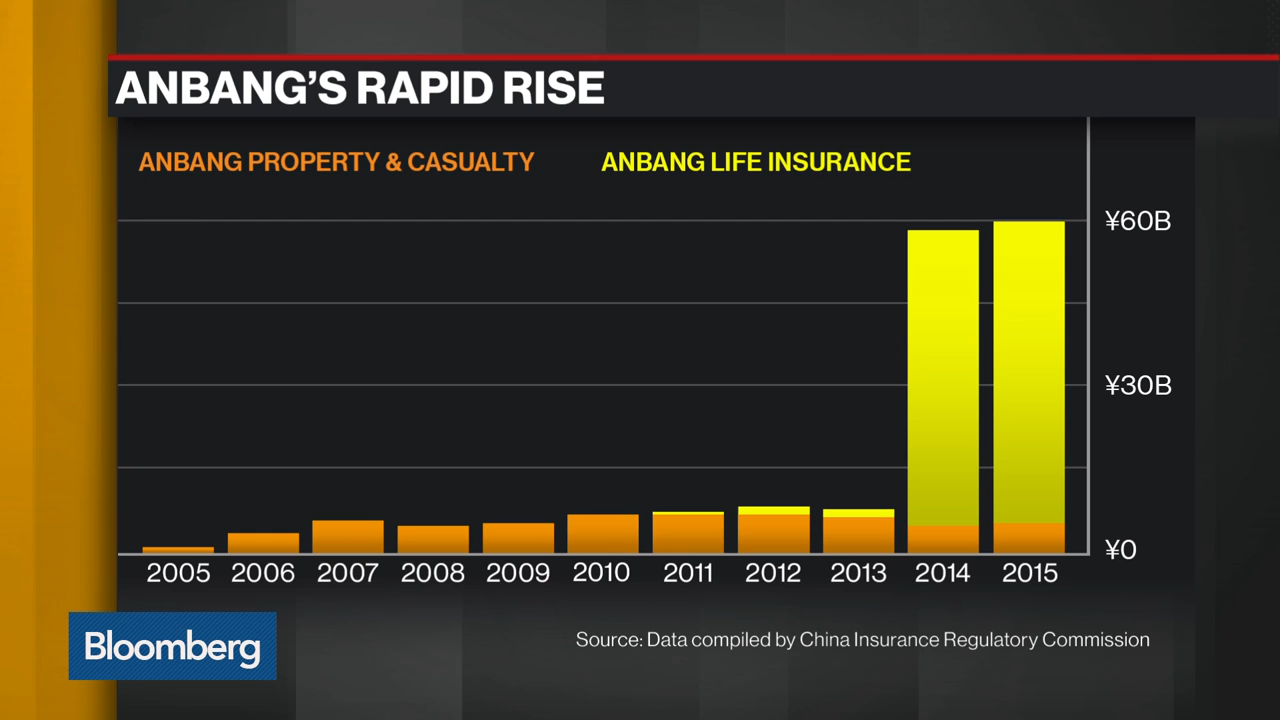 ANBANG’S RAPID RISE
ANBANG PROPERTY & CASUALTY ANBANG LIFE INSURANCE
¥60B
¥30B
¥0
2005 2006 2007 2008 2009 2010 2011 2012 2013 2014 2015
Source: Data compiled by China Insurance Regulatory Commission
Bloomberg